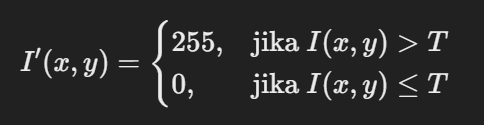 I′(x, y) = { 255, jika I(x, y) > T
0, jika I(x, y) ≤ T